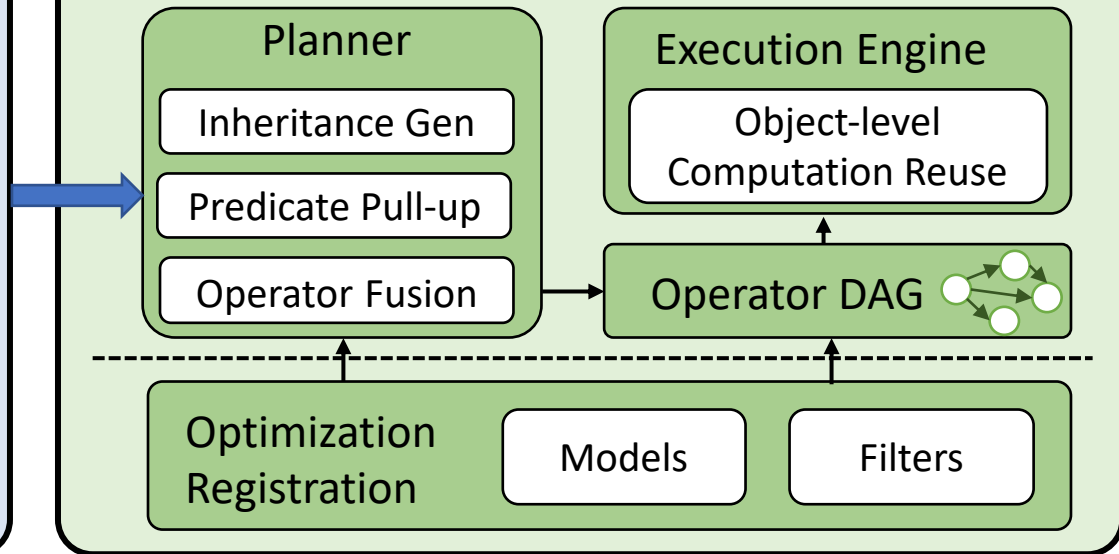 Planner
Inheritance Gen
Predicate Pull-up
Operator Fusion
Execution Engine
Object-level
Computation Reuse
Operator DAG
Optimization
Registration
Models
Filters